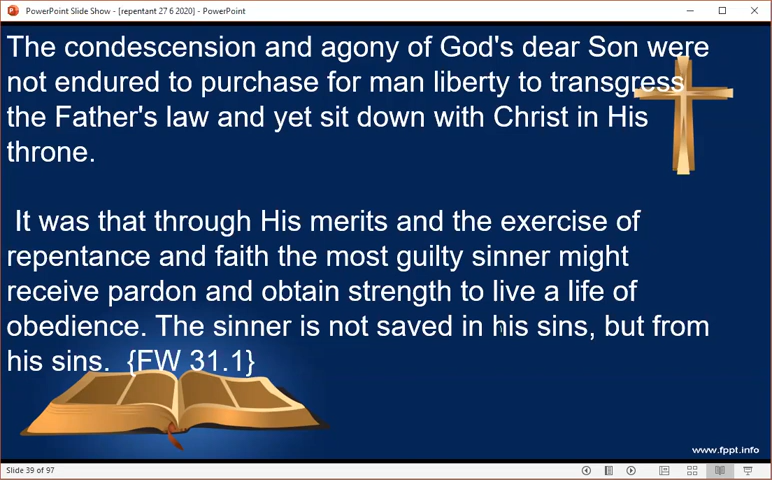 PowerPoint Slide Show - [repentant 27 6 2020] - PowerPoint
The condescension and agony of God's dear Son were
not endured to purchase for man liberty to transgress
the Father's law and yet sit down with Christ in His
throne.
It was that through His merits and the exercise of
repentance and faith the most guilty sinner might
receive pardon and obtain strength to live a life of
obedience. The sinner is not saved in his sins, but from
his sins. {FW 31.1}
www.fppt.info
Slide 39 of 97